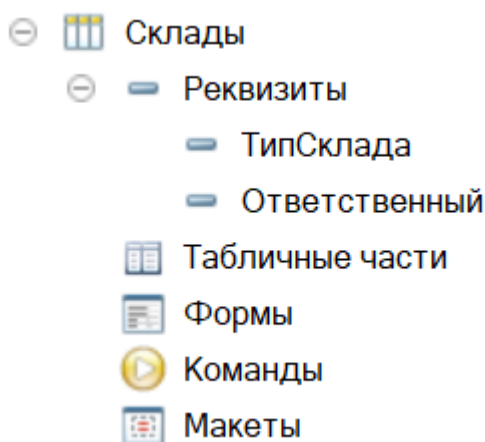 Склады
Реквизиты
ТипСклада
Ответственный
Табличные части
Формы
Команды
Макеты